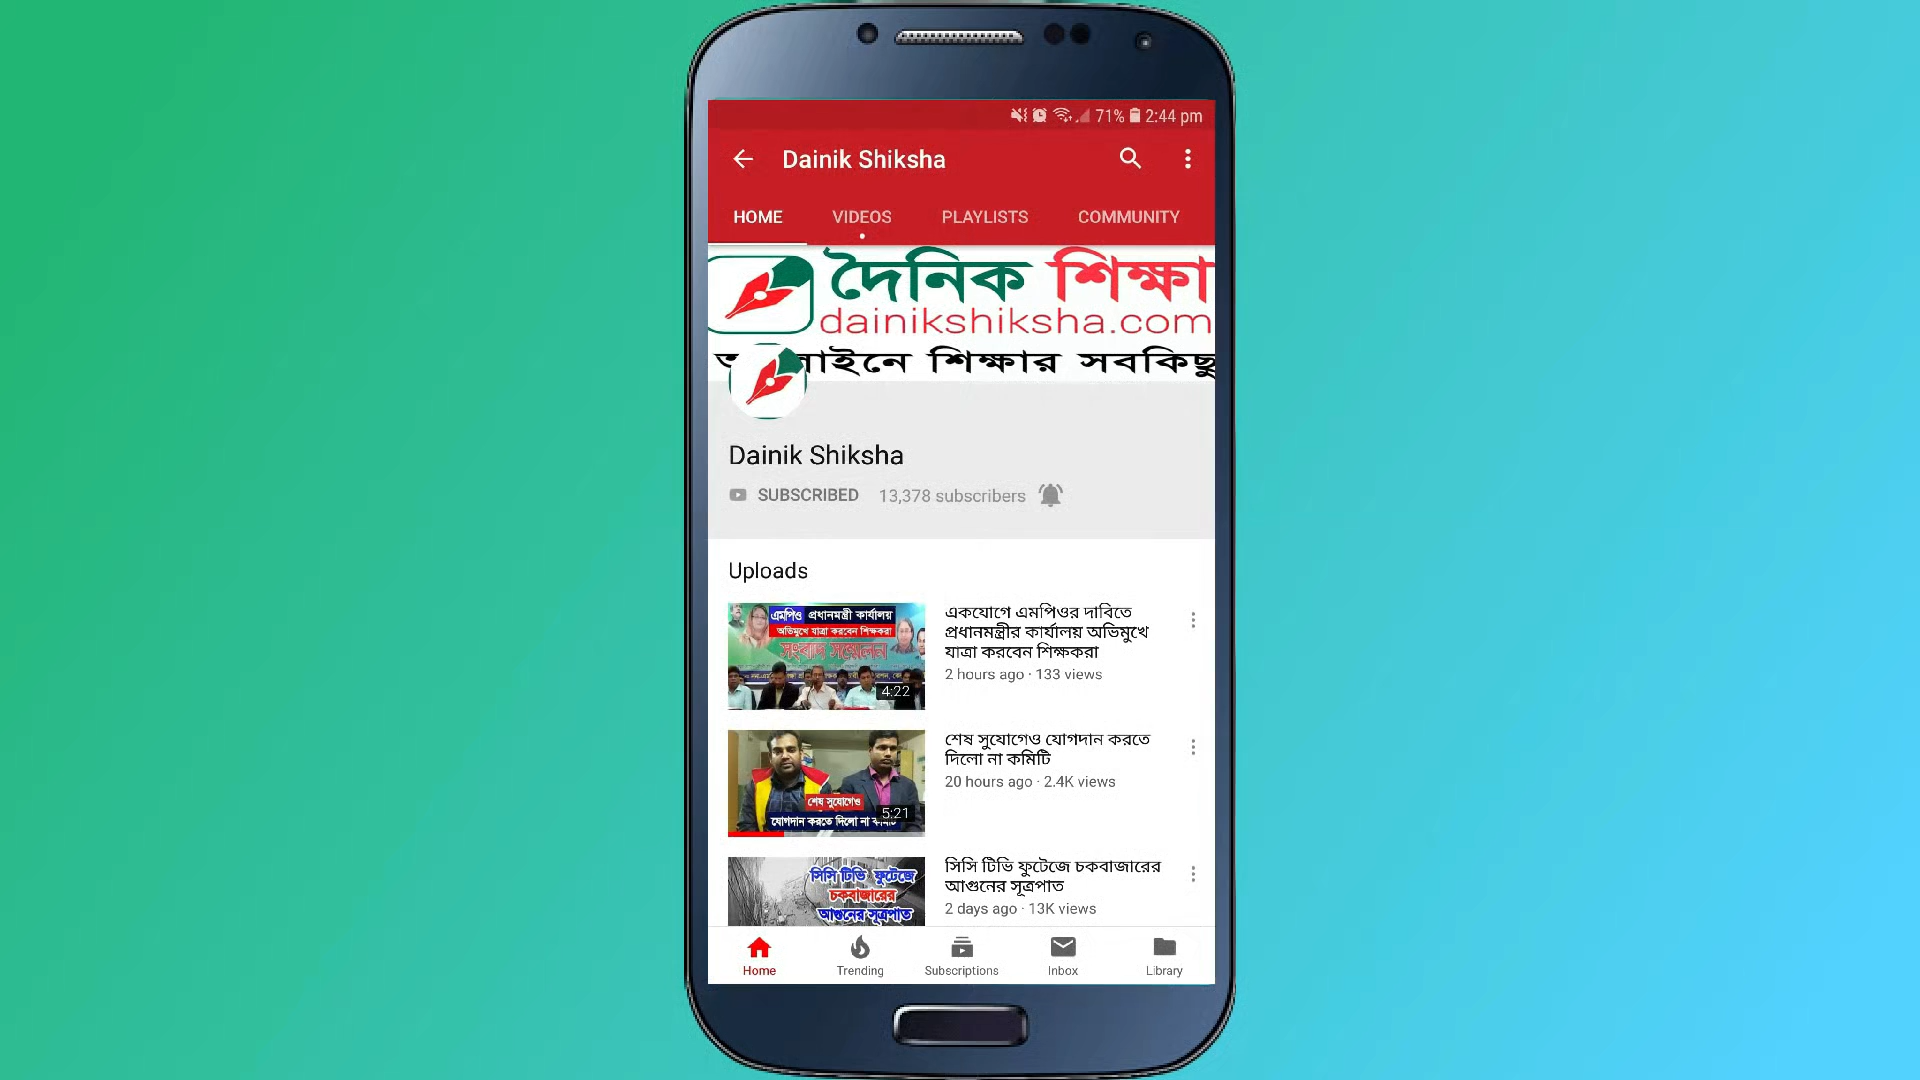 71% 2:44 pm
Dainik Shiksha
HOME VIDEOS PLAYLISTS COMMUNITY
দৈনিক শিক্ষা
dainikshiksha.com
শিক্ষার সবকিছু
Dainik Shiksha
SUBSCRIBED 13,378 subscribers
Uploads
এমপিও প্রধানমন্ত্রী কার্যালয়
অভিমুখে যাত্রা করবেন শিক্ষকরা
সংবাদ সম্মেলন
4:22
একযোগে এমপিওর দাবিতে
প্রধানমন্ত্রীর কার্যালয় অভিমুখে
যাত্রা করবেন শিক্ষকরা
2 hours ago · 133 views
শেষ সুযোগেও
যোগদান করতে দিলো না
5:21
শেষ সুযোগেও যোগদান করতে
দিলো না কমিটি
20 hours ago · 2.4K views
সিসি টিভি ফুটেজে
চকবাজারের
আগুনের সূত্রপাত
সিসি টিভি ফুটেজে চকবাজারের
আগুনের সূত্রপাত
2 days ago · 13K views
Home Trending Subscriptions Inbox Library